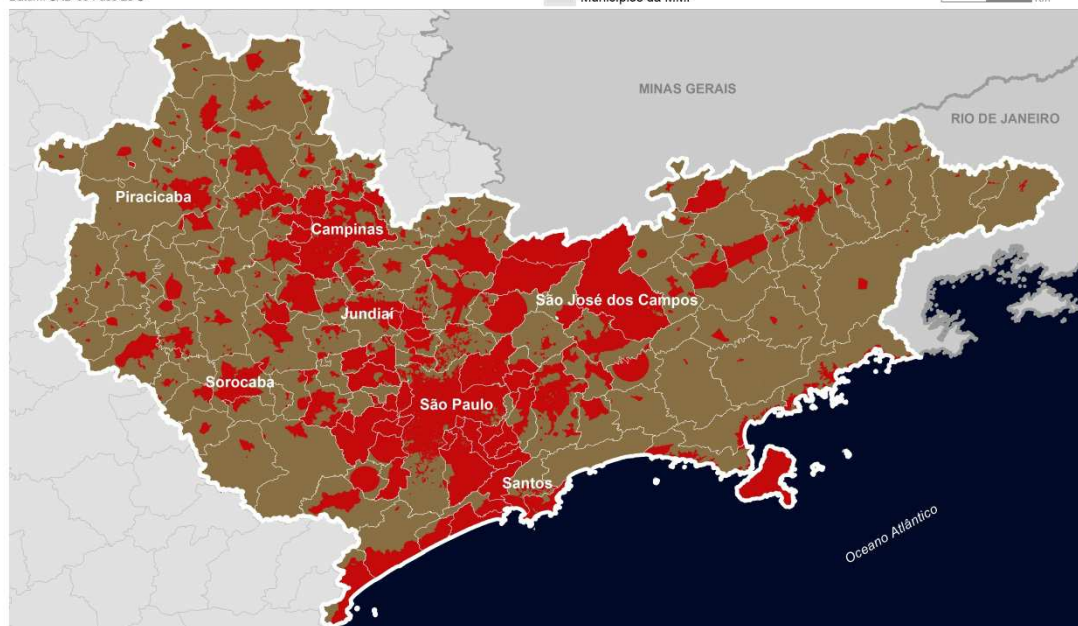 Municípios da MMP
Km
MINAS GERAIS
RIO DE JANEIRO
Piracicaba
Campinas
São José dos Campos
Jundiaí
Sorocaba
São Paulo
Santos
Oceano Atlântico